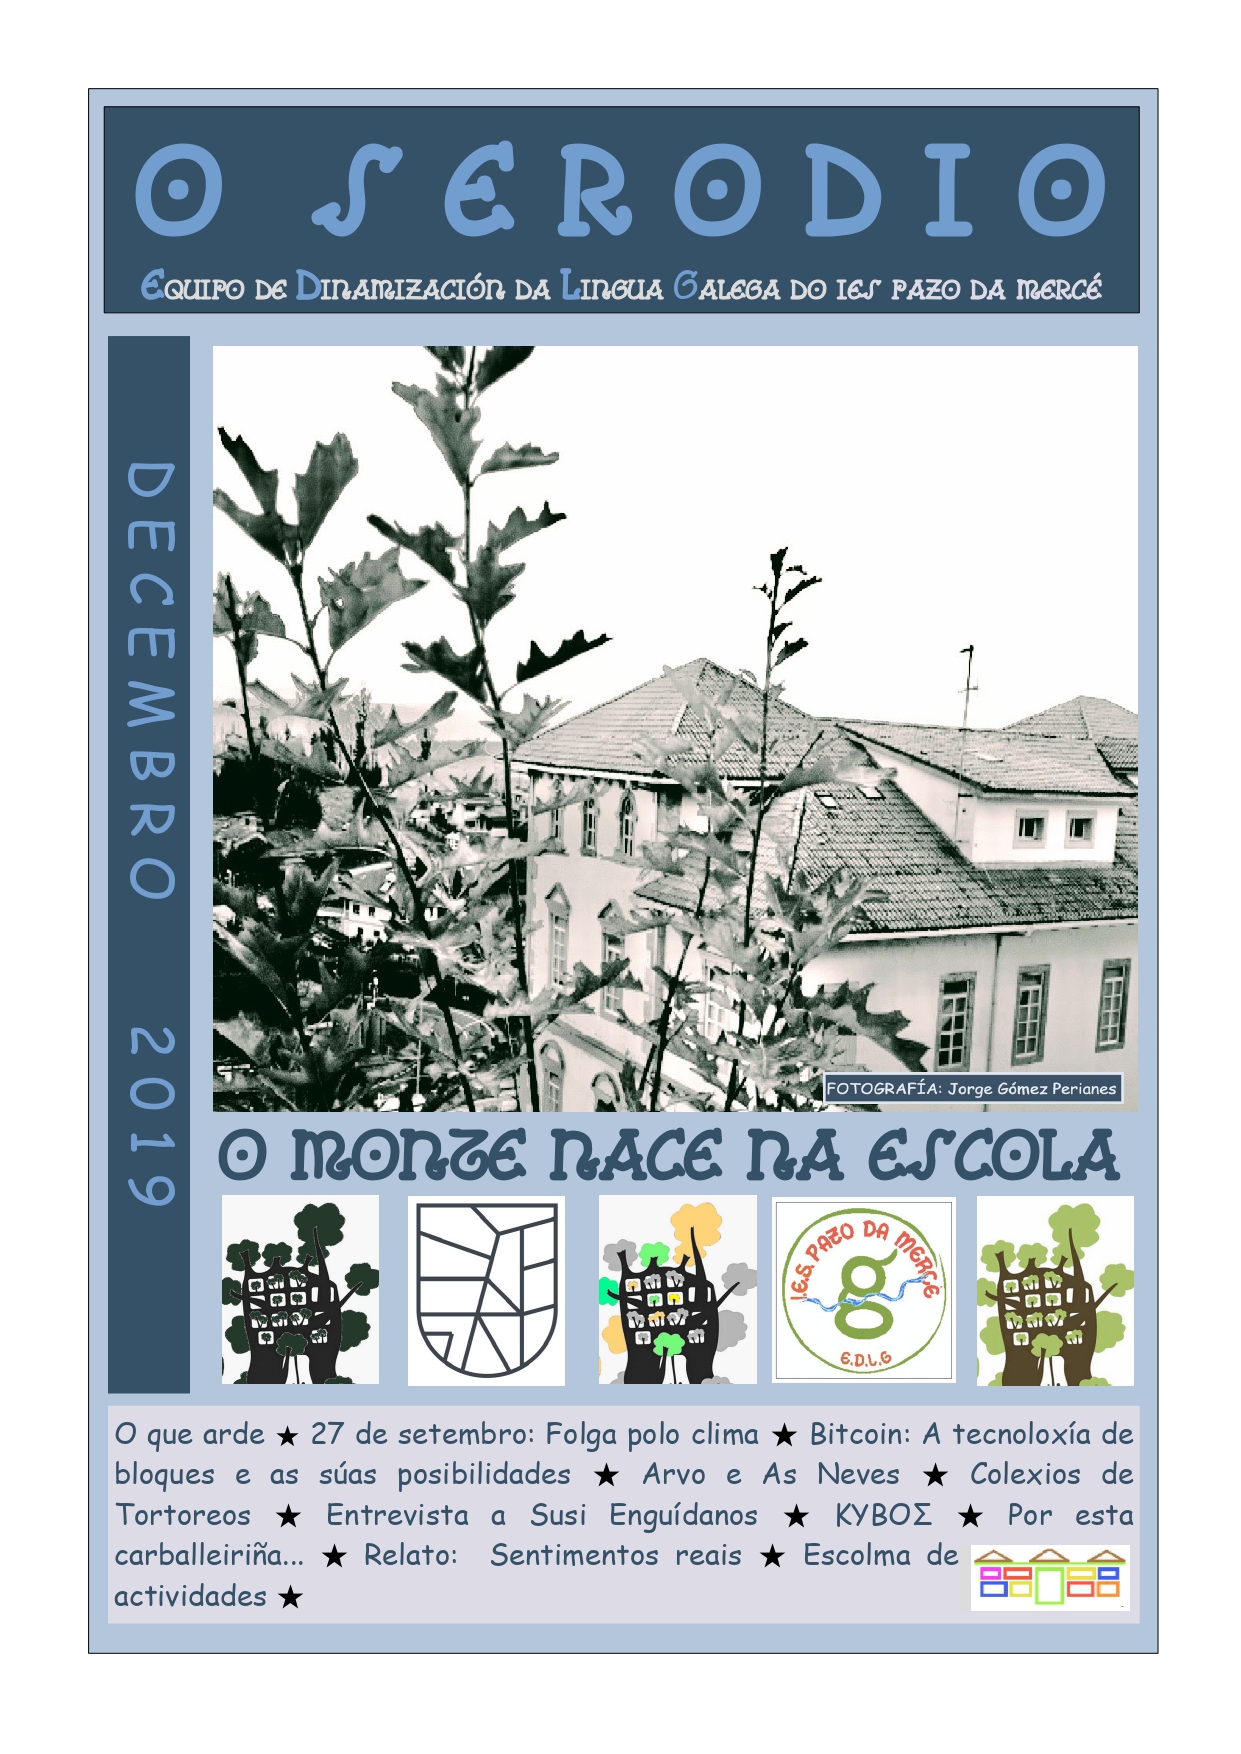 O SERODIO
EQUIPO DE DINAMIZACIÓN DA LINGUA GALEGA DO IES PAZO DA MERCÉ
DECEMBRO 2019
FOTOGRAFÍA: Jorge Gómez Perianes
O MONTE NACE NA ESCOLA
I.E.S. PAZO DA MERCÉ
g
E.D.L.G
O que arde ★ 27 de setembro: Folga polo clima ★ Bitcoin: A tecnoloxía de
bloques e as súas posibilidades ★ Arvo e As Neves ★ Colexios de
Tortoreos ★ Entrevista a Susi Enguídanos ★ ΚΥΒΟΣ ★ Por esta
carballeiriña... ★ Relato: Sentimentos reais ★ Escolma de
actividades ★